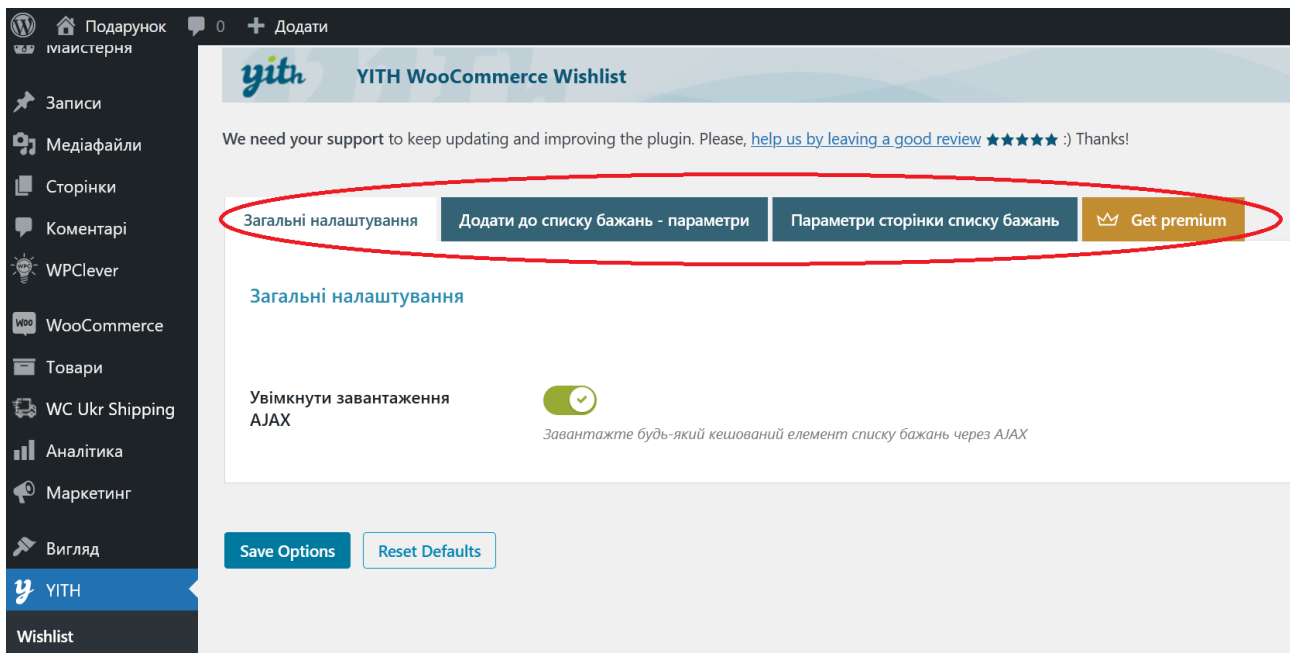 Подарунок 0 Додати
Майстерня
Записи
Медіафайли
Сторінки
Коментарі
WPClever
WooCommerce
Товари
WC Ukr Shipping
Аналітика
Маркетинг
Вигляд
YITH
Wishlist
yith YITH WooCommerce Wishlist
We need your support to keep updating and improving the plugin. Please, help us by leaving a good review ★★★★★ :) Thanks!
Загальні налаштування Додати до списку бажань - параметри Параметри сторінки списку бажань Get premium
Загальні налаштування
Увімкнути завантаження
AJAX
Завантажте будь-який кешований елемент списку бажань через AJAX
Save Options Reset Defaults